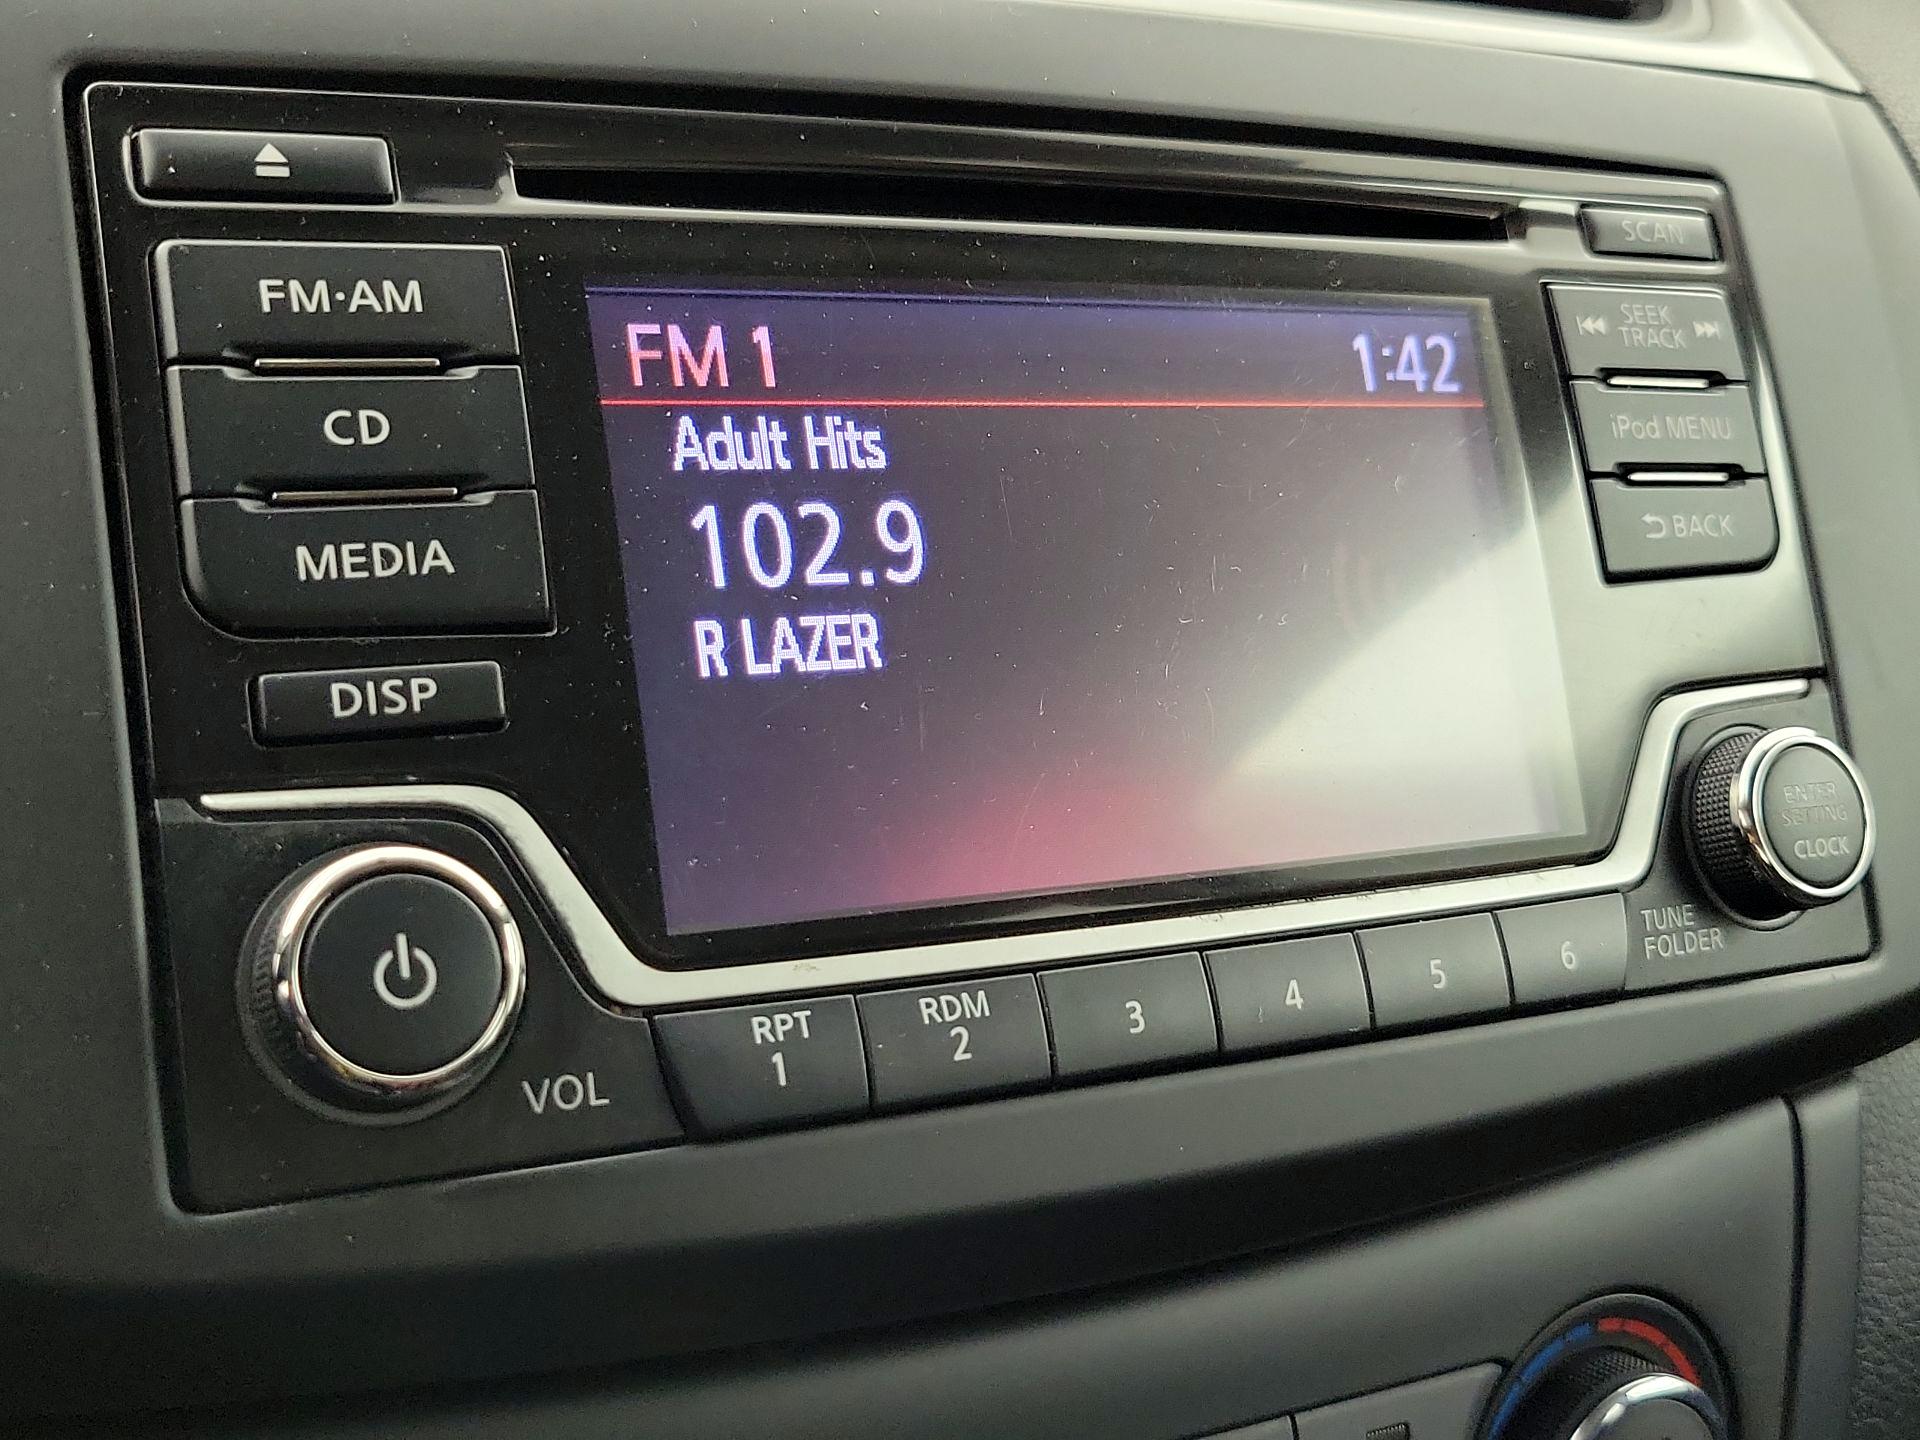 SCAN
FM·AM
SEEK
TRACK
FM 1
1:42
CD
Adult Hits
iPod MENU
102.9
MEDIA
BACK
R LAZER
DISP
ENTER
SETTING
CLOCK
TUNE
FOLDER
VOL
RPT
1
RDM
2
3
4
5
6